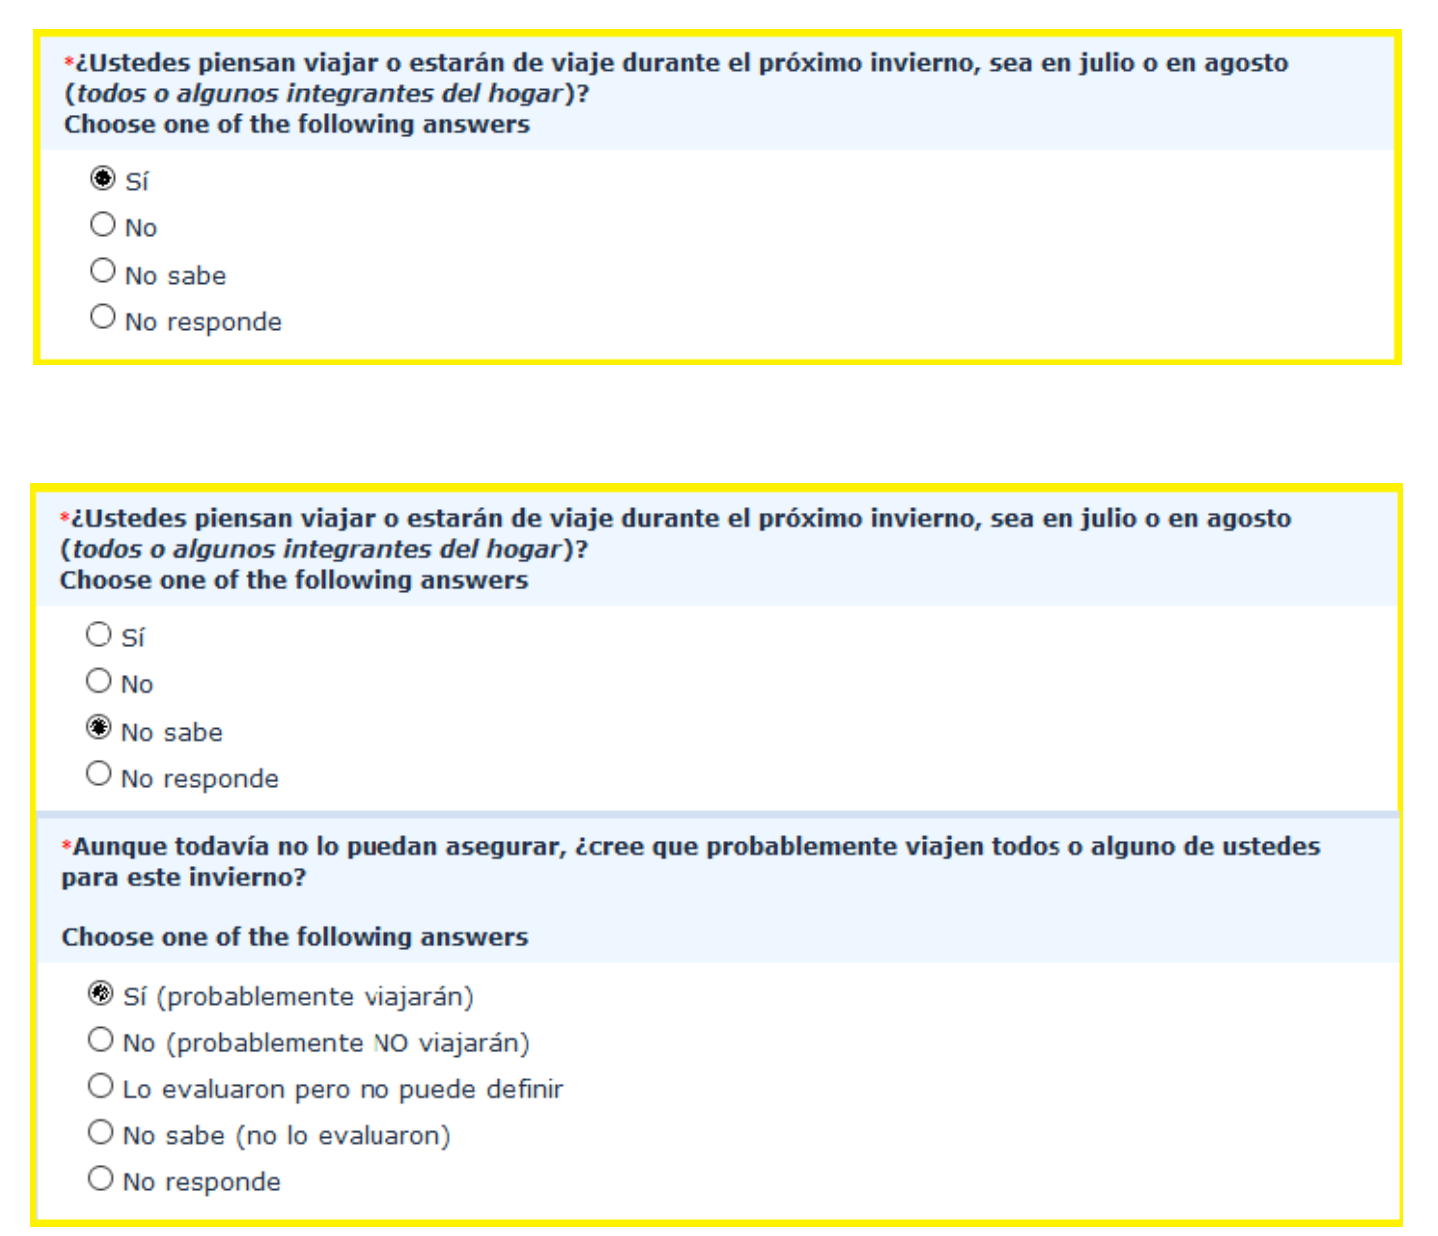 *¿Ustedes piensan viajar o estarán de viaje durante el próximo invierno, sea en julio o en agosto
(todos o algunos integrantes del hogar)?
Choose one of the following answers
Sí
No
No sabe
No responde
*¿Ustedes piensan viajar o estarán de viaje durante el próximo invierno, sea en julio o en agosto
(todos o algunos integrantes del hogar)?
Choose one of the following answers
Sí
No
No sabe
No responde
*Aunque todavía no lo puedan asegurar, ¿cree que probablemente viajen todos o alguno de ustedes
para este invierno?
Choose one of the following answers
Sí (probablemente viajarán)
No (probablemente NO viajarán)
Lo evaluaron pero no puede definir
No sabe (no lo evaluaron)
No responde